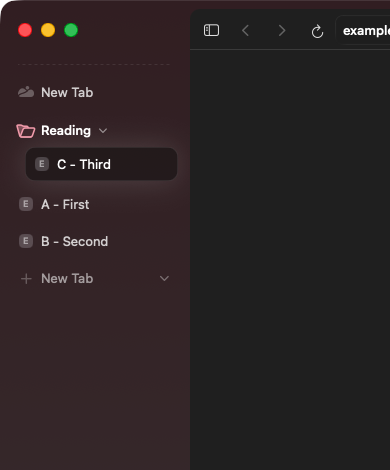 example
New Tab
Reading
E C - Third
E A - First
E B - Second
New Tab